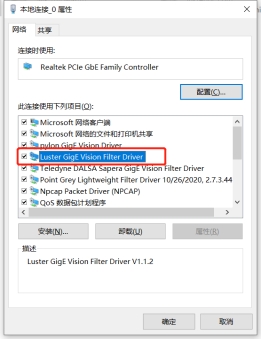 本地连接_0 属性
网络 共享
连接时使用:
Realtek PCIe GbE Family Controller
配置(C)...
此连接使用下列项目(O):
Microsoft 网络客户端
Microsoft 网络的文件和打印机共享
pylon GigE Vision Driver
Luster GigE Vision Filter Driver
Teledyne DALSA Sapera GigE Vision Filter Driver
Point Grey Lightweight Filter Driver 10/26/2020, 2.7.3.44
Npcap Packet Driver (NPCAP)
QoS 数据包计划程序
安装(N)... 卸载(U) 属性(R)
描述
Luster GigE Vision Filter Driver V1.1.2
确定 取消